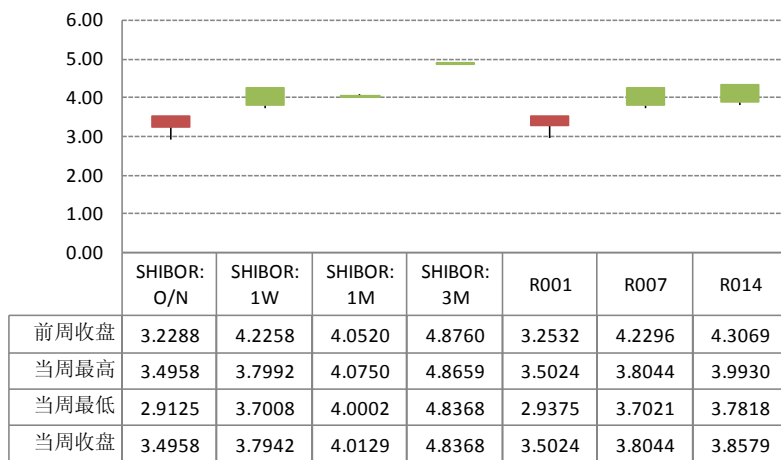 6.00
5.00
4.00
3.00
2.00
1.00
0.00
SHIBOR: SHIBOR: SHIBOR: SHIBOR: R001 R007 R014
O/N 1W 1M 3M
前周收盘 3.2288 4.2258 4.0520 4.8760 3.2532 4.2296 4.3069
当周最高 3.4958 3.7992 4.0750 4.8659 3.5024 3.8044 3.9930
当周最低 2.9125 3.7008 4.0002 4.8368 2.9375 3.7021 3.7818
当周收盘 3.4958 3.7942 4.0129 4.8368 3.5024 3.8044 3.8579